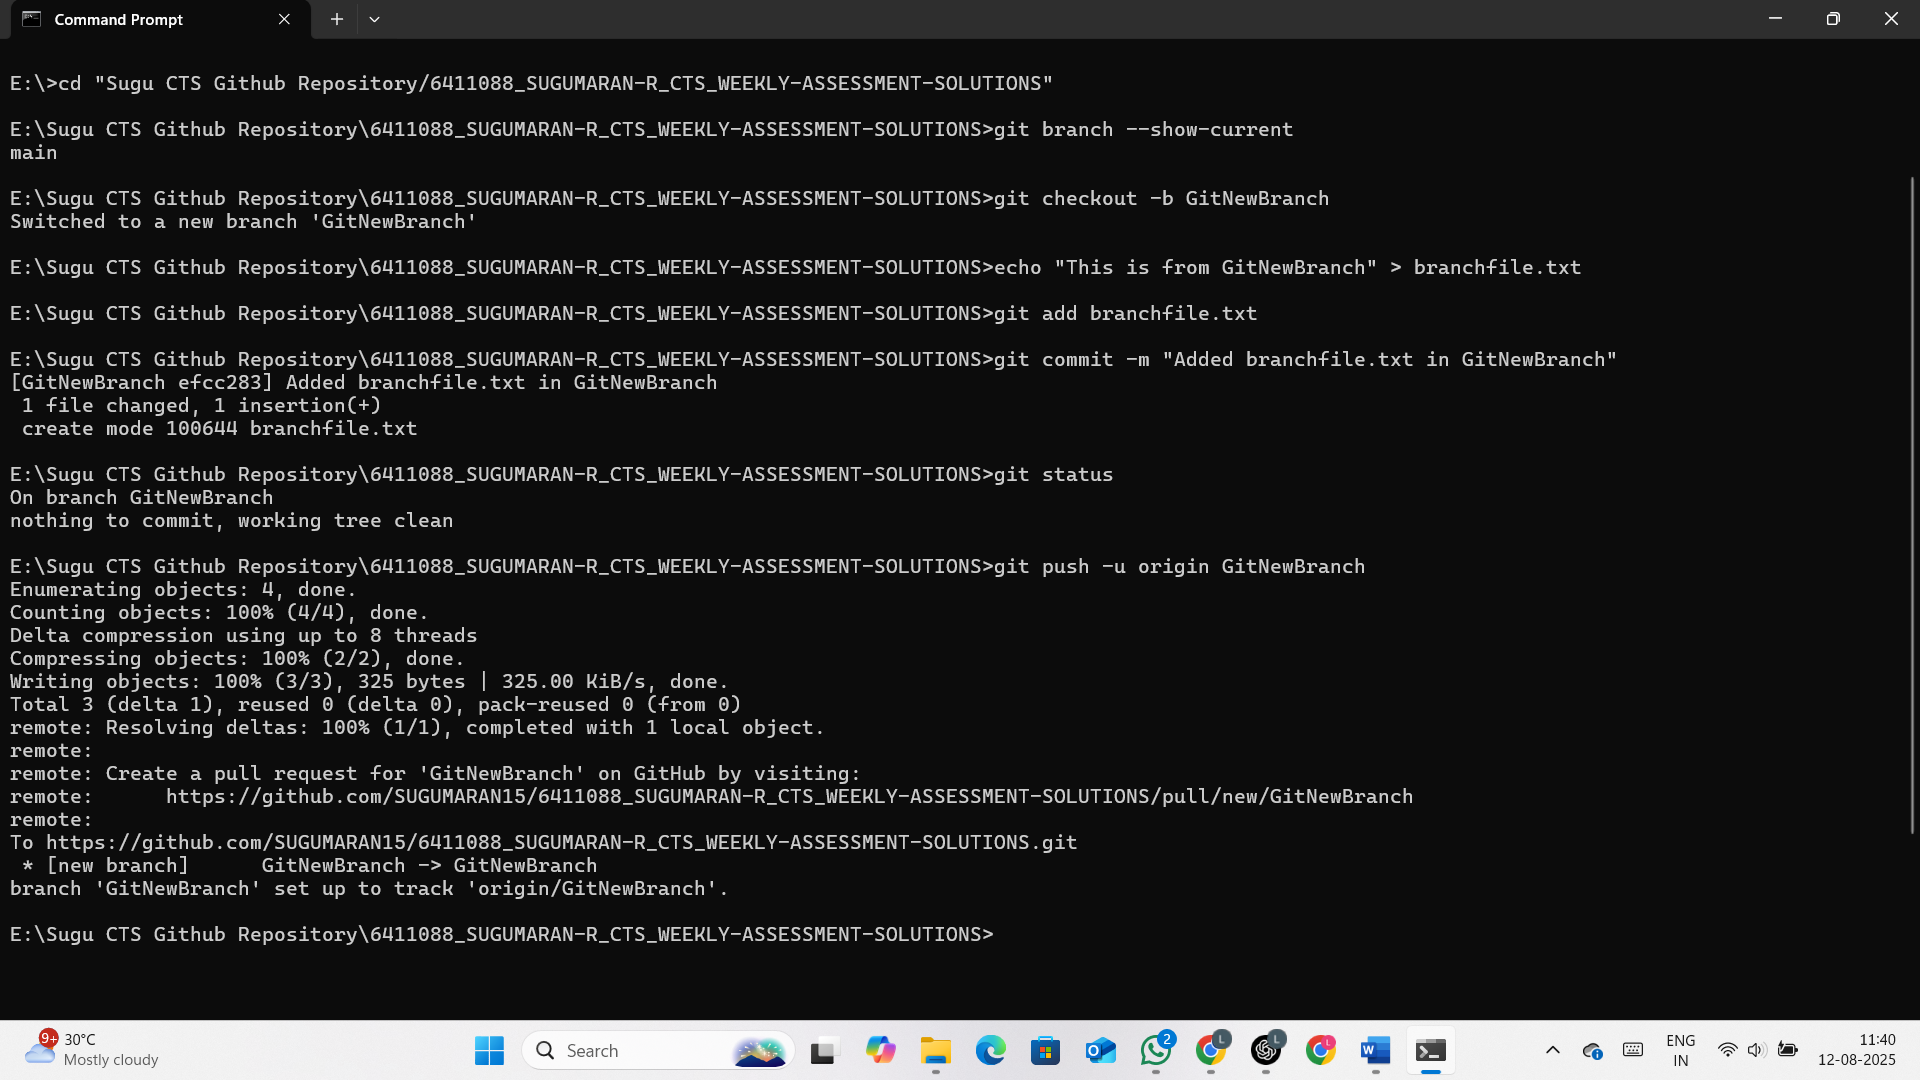 Command Prompt
E:\>cd "Sugu CTS Github Repository/6411088_SUGUMARAN-R_CTS_WEEKLY-ASSESSMENT-SOLUTIONS"
E:\Sugu CTS Github Repository\6411088_SUGUMARAN-R_CTS_WEEKLY-ASSESSMENT-SOLUTIONS>git branch --show-current
main
E:\Sugu CTS Github Repository\6411088_SUGUMARAN-R_CTS_WEEKLY-ASSESSMENT-SOLUTIONS>git checkout -b GitNewBranch
Switched to a new branch 'GitNewBranch'
E:\Sugu CTS Github Repository\6411088_SUGUMARAN-R_CTS_WEEKLY-ASSESSMENT-SOLUTIONS>echo "This is from GitNewBranch" > branchfile.txt
E:\Sugu CTS Github Repository\6411088_SUGUMARAN-R_CTS_WEEKLY-ASSESSMENT-SOLUTIONS>git add branchfile.txt
E:\Sugu CTS Github Repository\6411088_SUGUMARAN-R_CTS_WEEKLY-ASSESSMENT-SOLUTIONS>git commit -m "Added branchfile.txt in GitNewBranch"
[GitNewBranch efcc283] Added branchfile.txt in GitNewBranch
 1 file changed, 1 insertion(+)
 create mode 100644 branchfile.txt
E:\Sugu CTS Github Repository\6411088_SUGUMARAN-R_CTS_WEEKLY-ASSESSMENT-SOLUTIONS>git status
On branch GitNewBranch
nothing to commit, working tree clean
E:\Sugu CTS Github Repository\6411088_SUGUMARAN-R_CTS_WEEKLY-ASSESSMENT-SOLUTIONS>git push -u origin GitNewBranch
Enumerating objects: 4, done.
Counting objects: 100% (4/4), done.
Delta compression using up to 8 threads
Compressing objects: 100% (2/2), done.
Writing objects: 100% (3/3), 325 bytes | 325.00 KiB/s, done.
Total 3 (delta 1), reused 0 (delta 0), pack-reused 0 (from 0)
remote: Resolving deltas: 100% (1/1), completed with 1 local object.
remote:
remote: Create a pull request for 'GitNewBranch' on GitHub by visiting:
remote:      https://github.com/SUGUMARAN15/6411088_SUGUMARAN-R_CTS_WEEKLY-ASSESSMENT-SOLUTIONS/pull/new/GitNewBranch
remote:
To https://github.com/SUGUMARAN15/6411088_SUGUMARAN-R_CTS_WEEKLY-ASSESSMENT-SOLUTIONS.git
 * [new branch]      GitNewBranch -> GitNewBranch
branch 'GitNewBranch' set up to track 'origin/GitNewBranch'.
E:\Sugu CTS Github Repository\6411088_SUGUMARAN-R_CTS_WEEKLY-ASSESSMENT-SOLUTIONS>
9+
30°C
Mostly cloudy
Search
2
L
L
L
ENG
IN
11:40
12-08-2025